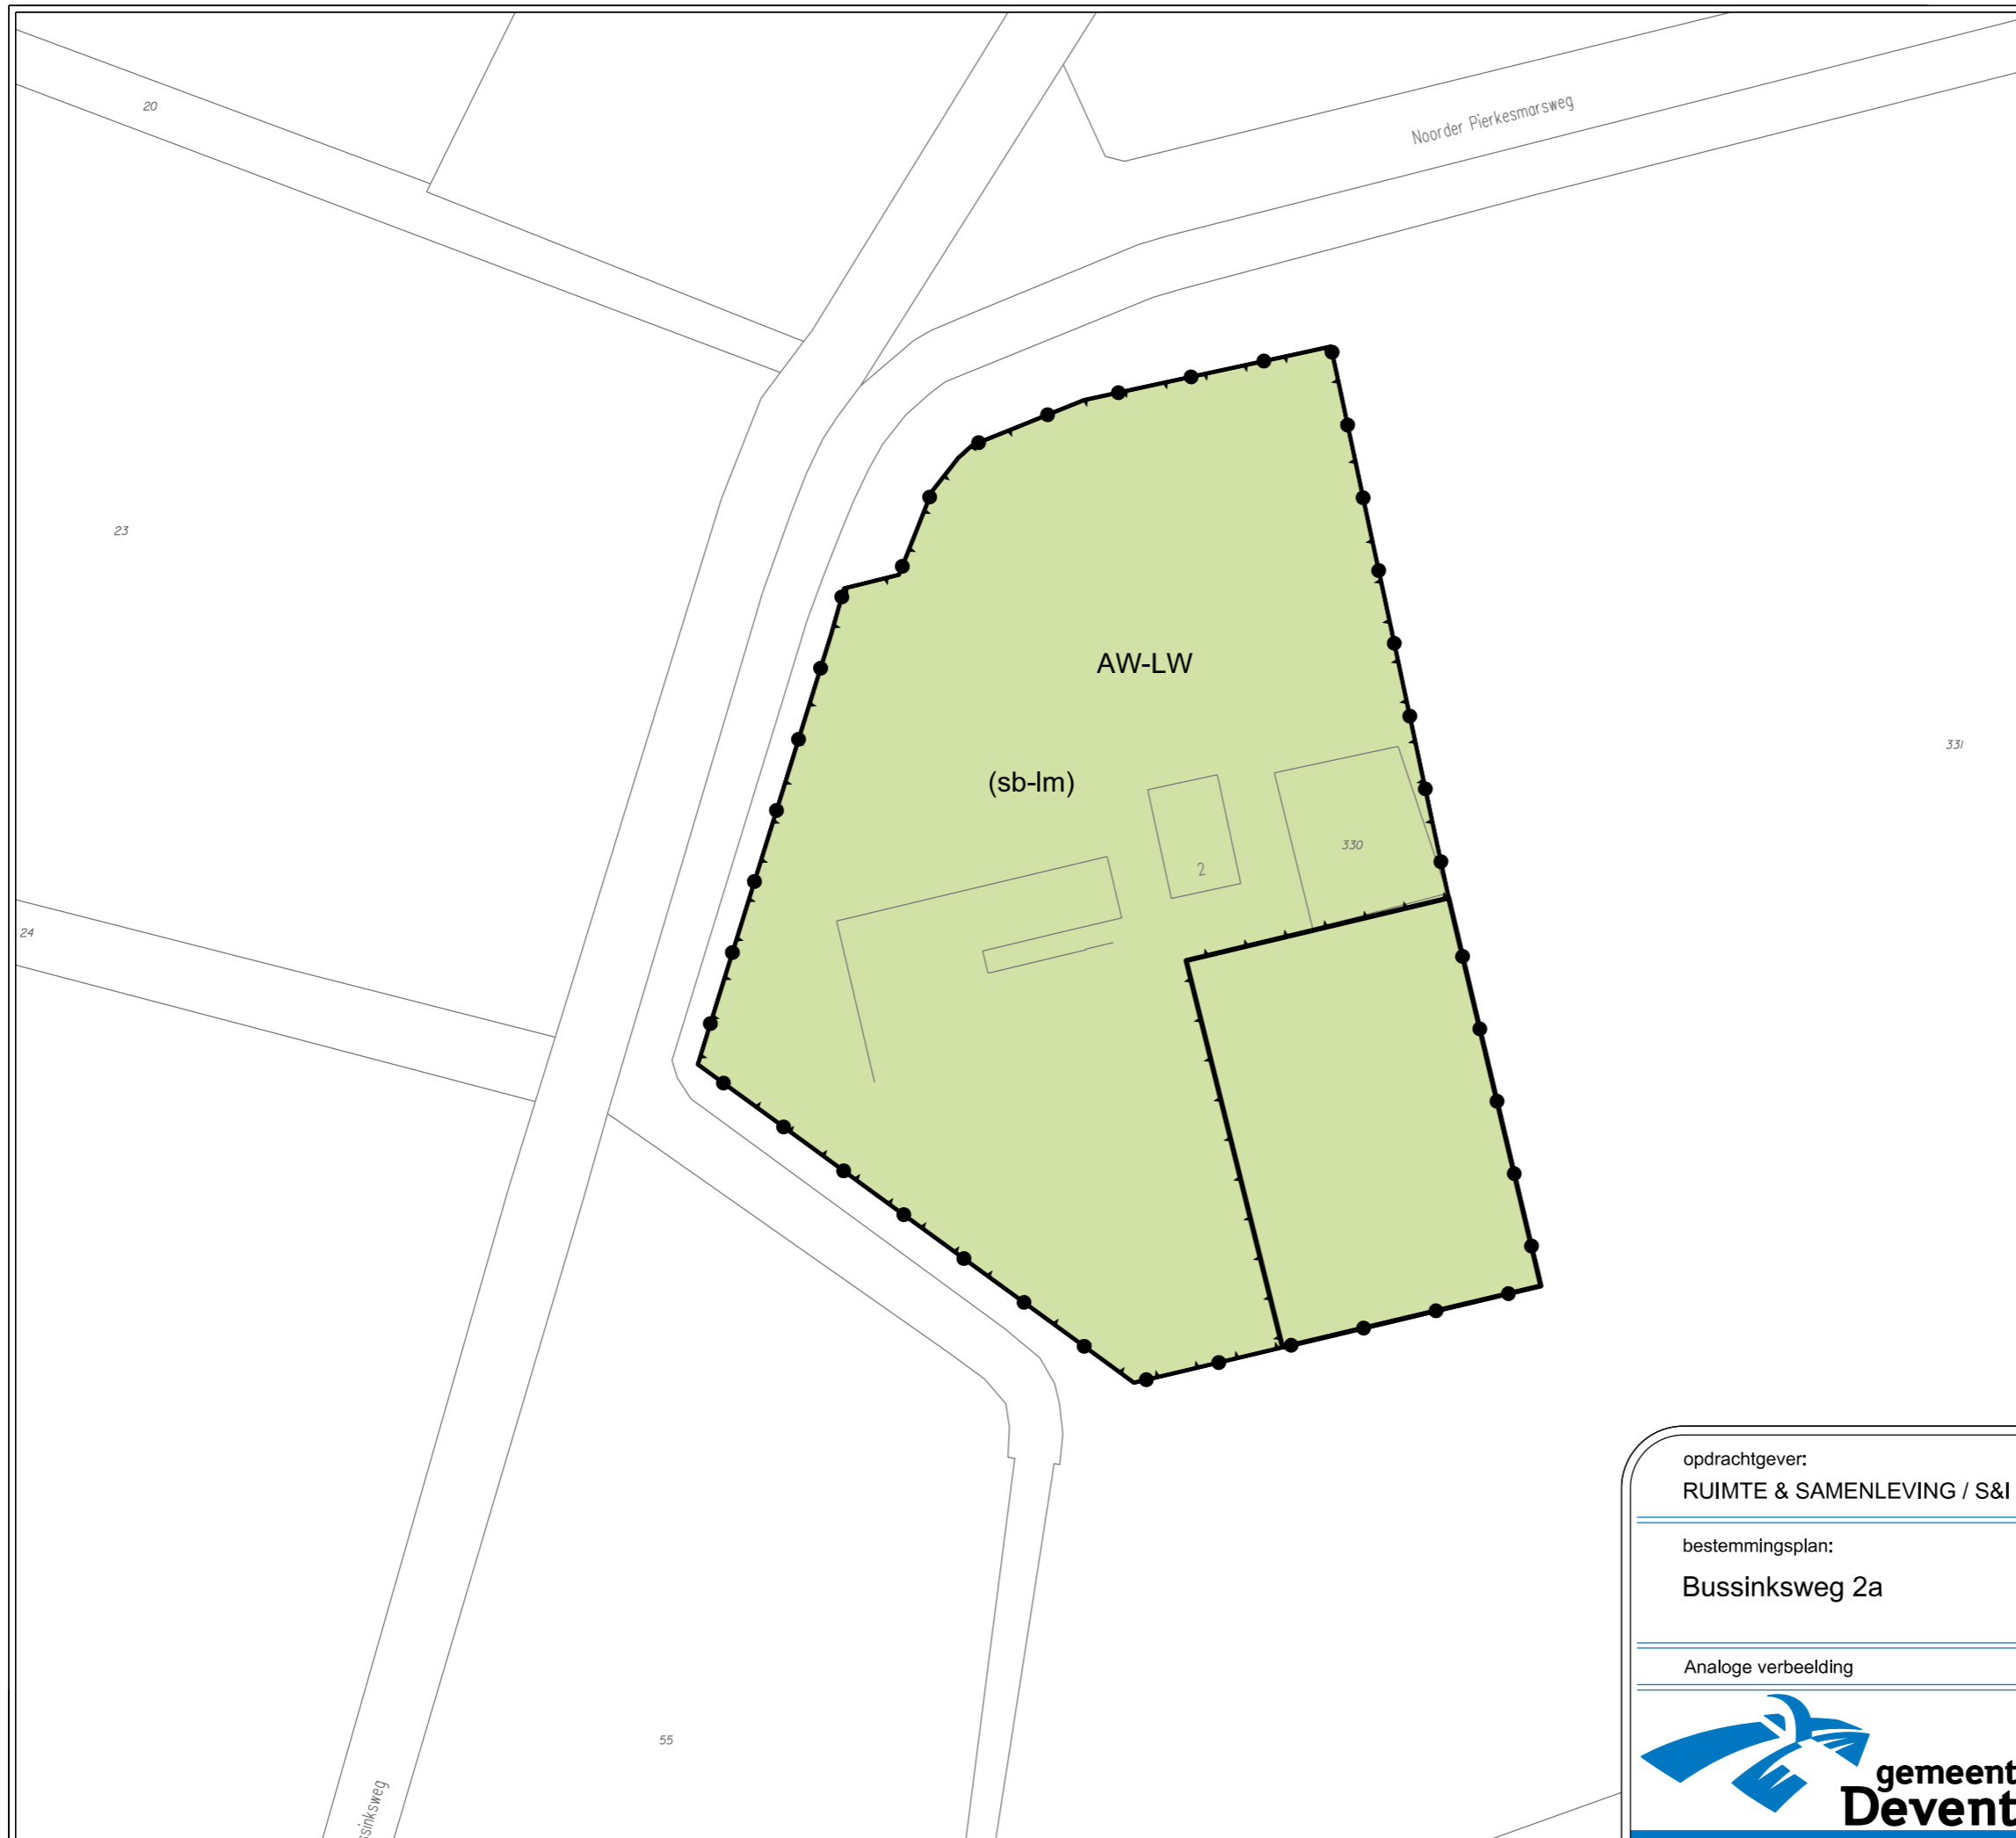 20
Noorder Pierkesmarsweg
23
AW-LW
331
(sb-lm)
330
2
24
opdrachtgever:
RUIMTE & SAMENLEVING / S&I
bestemmingsplan:
Bussinksweg 2a
Analoge verbeelding
55
ssinksweg
gemeent
Devent